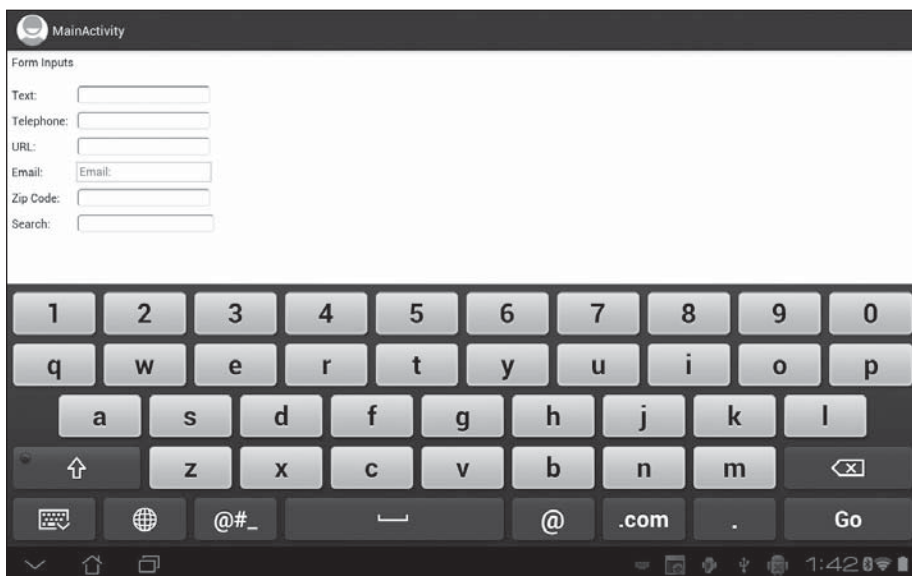 MainActivity
Form Inputs
Text:
Telephone:
URL:
Email: Email:
Zip Code:
Search:
1 2 3 4 5 6 7 8 9 0
q w e r t y u i o p
a s d f g h j k l
z x c v b n m
@#_ @ .com . Go
1:42